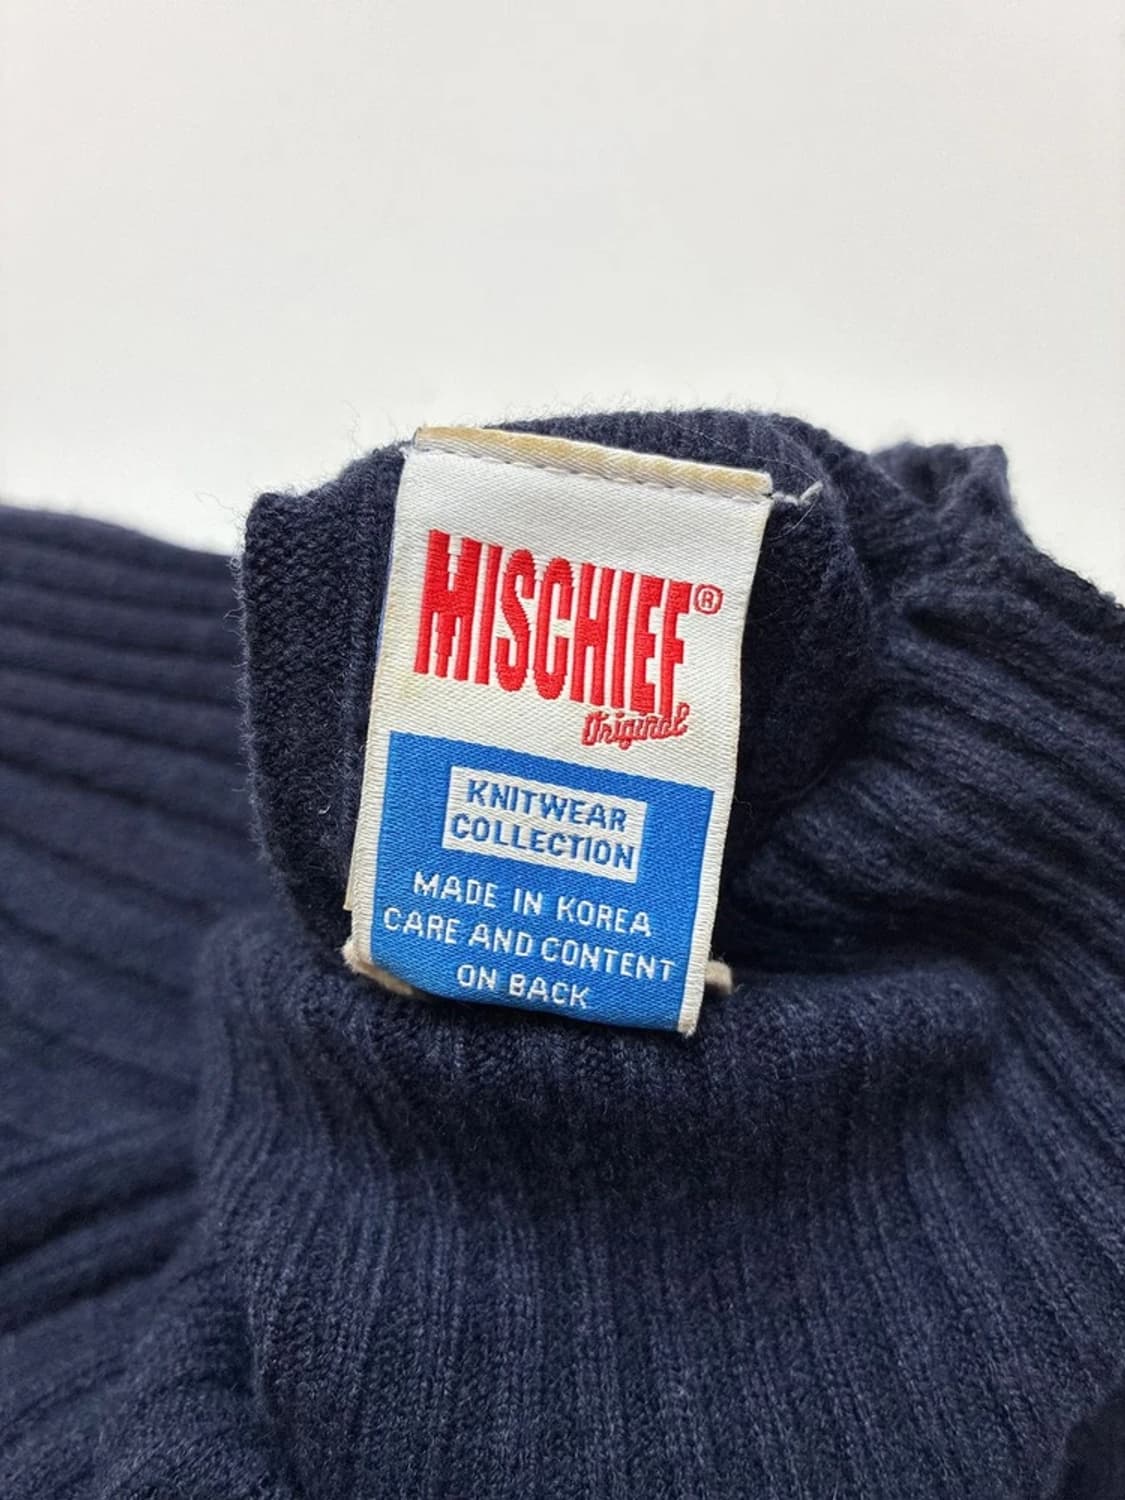 MISCHIEF®
Original
KNITWEAR
COLLECTION
MADE IN KOREA
CARE AND CONTENT
ON BACK